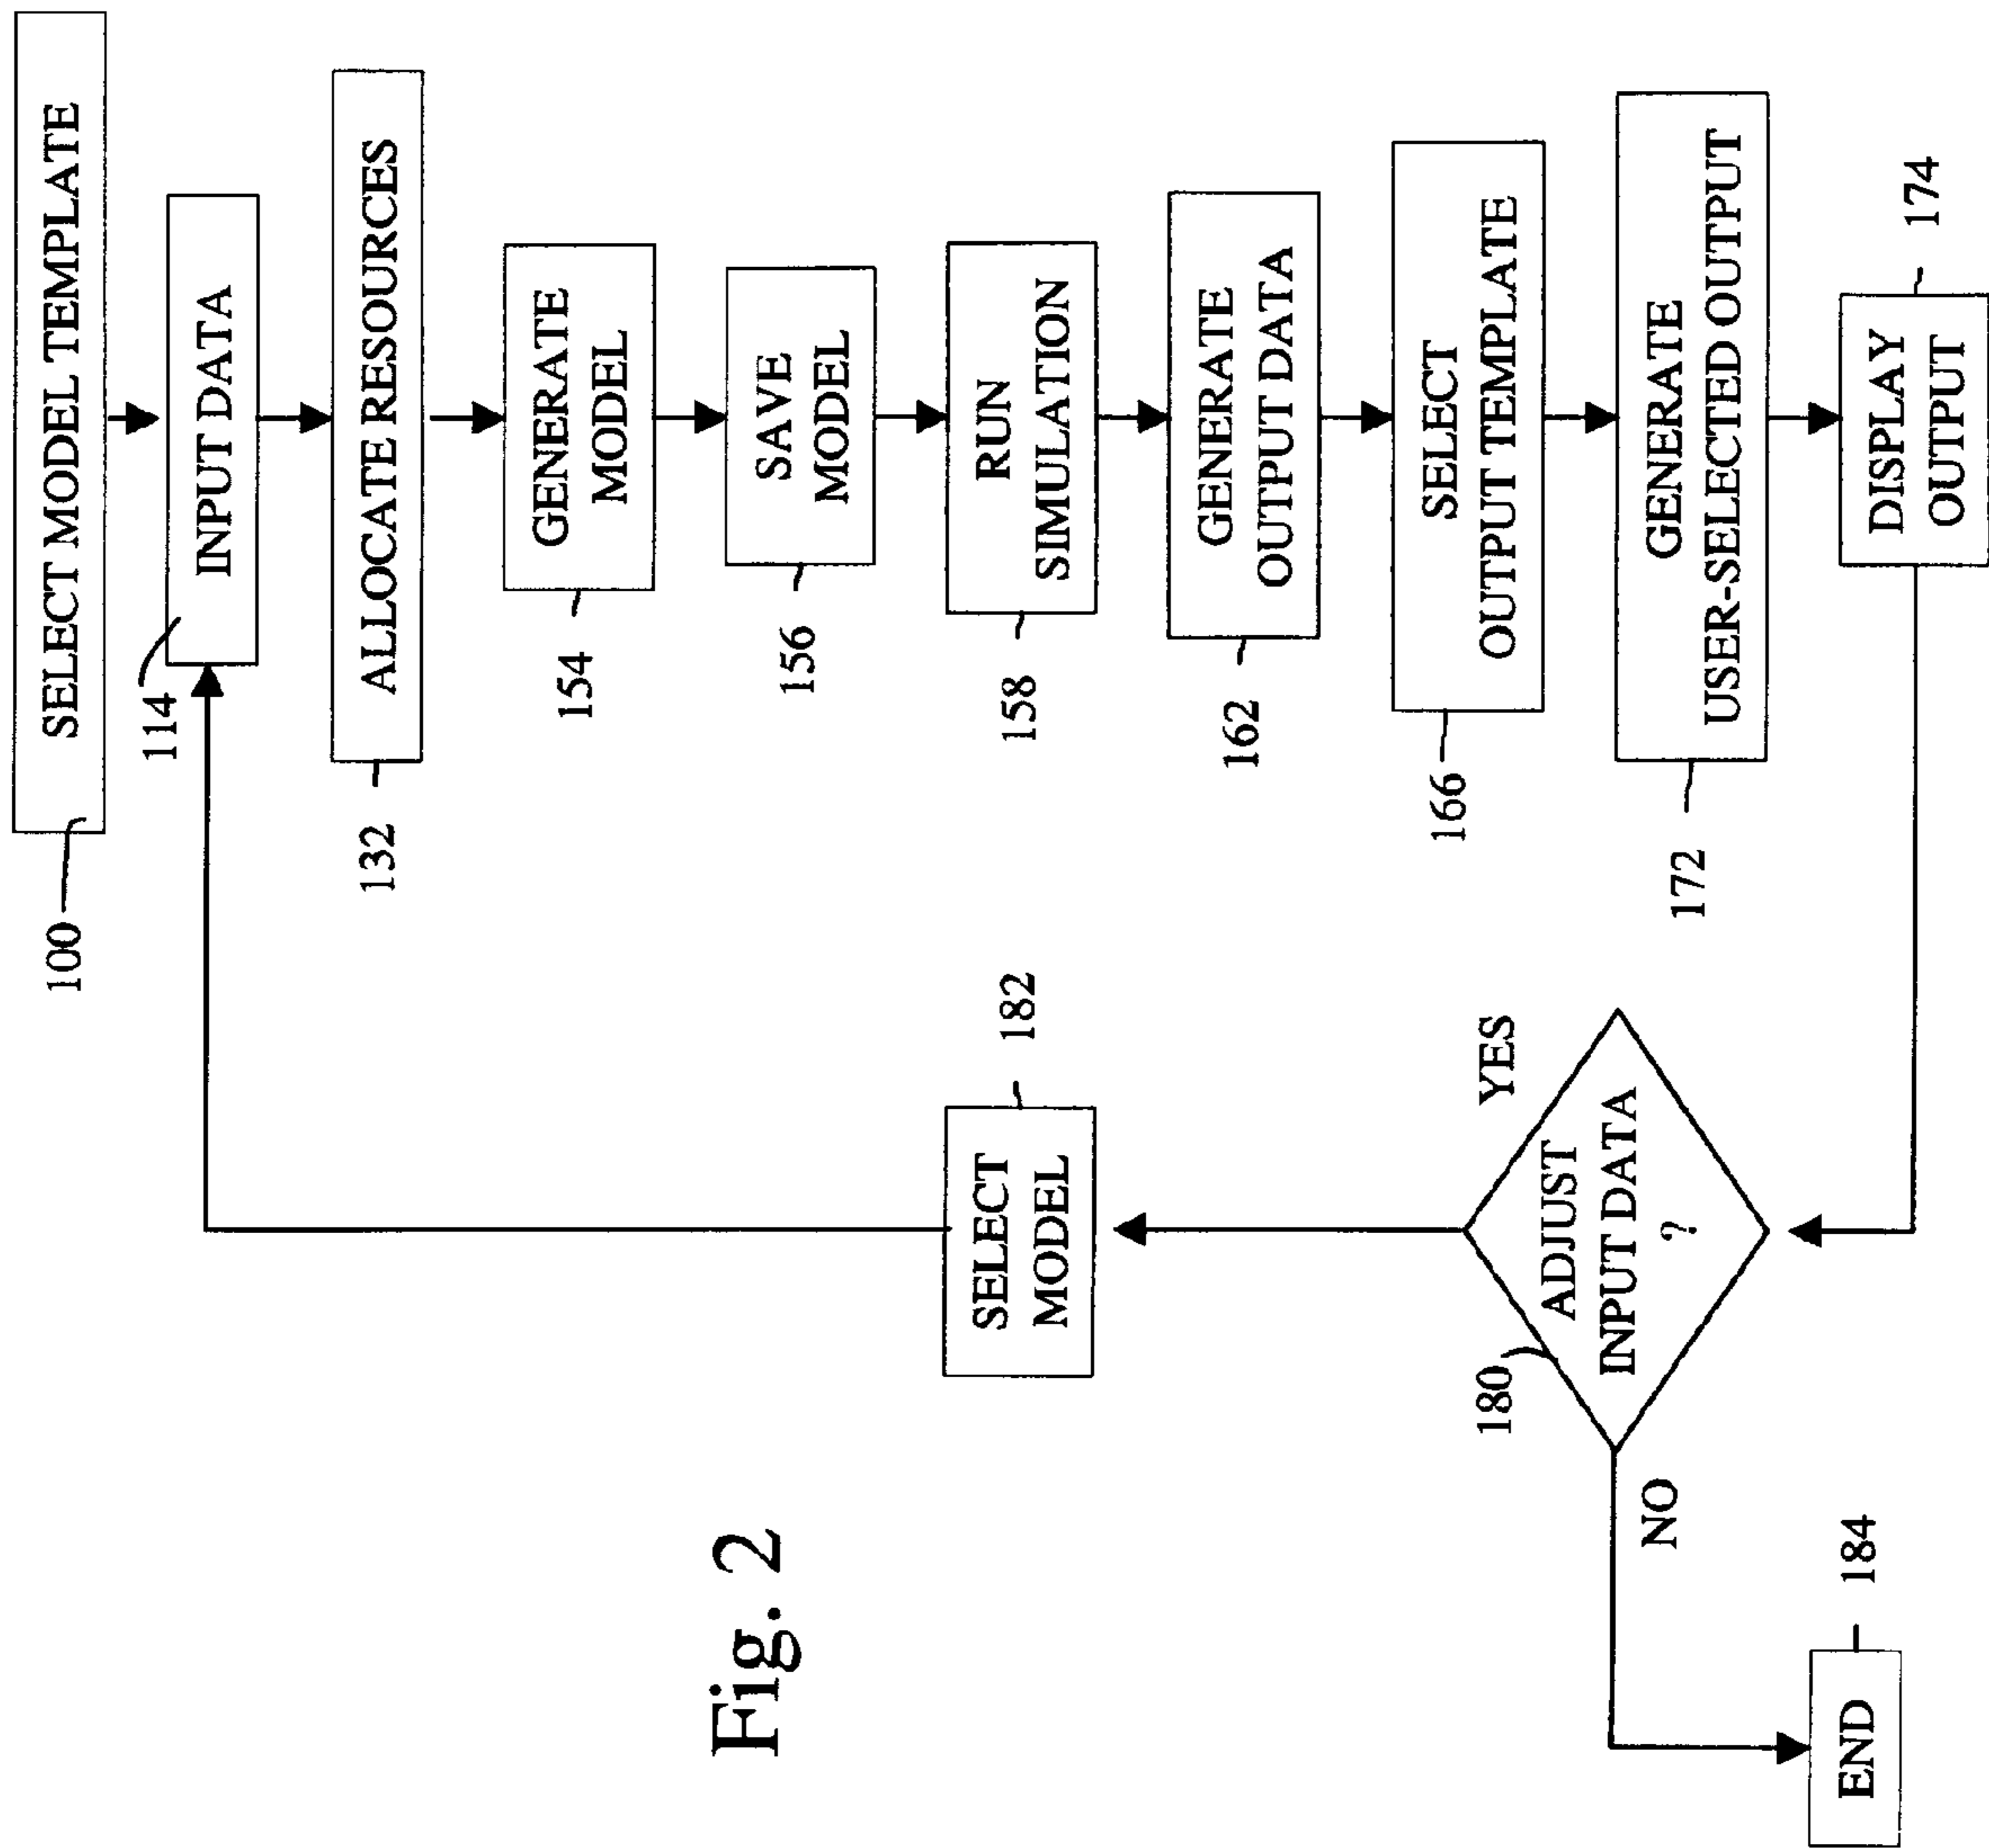 SELECT MODEL TEMPLATE
100
INPUT DATA
114
ALLOCATE RESOURCES
132
GENERATE
MODEL
154
SAVE
MODEL
156
RUN
SIMULATION
158
GENERATE
OUTPUT DATA
162
SELECT
OUTPUT TEMPLATE
166
GENERATE
USER-SELECTED OUTPUT
172
DISPLAY
OUTPUT
174
ADJUST
INPUT DATA
?
180
YES
SELECT
MODEL
182
NO
END
184
Fig. 2